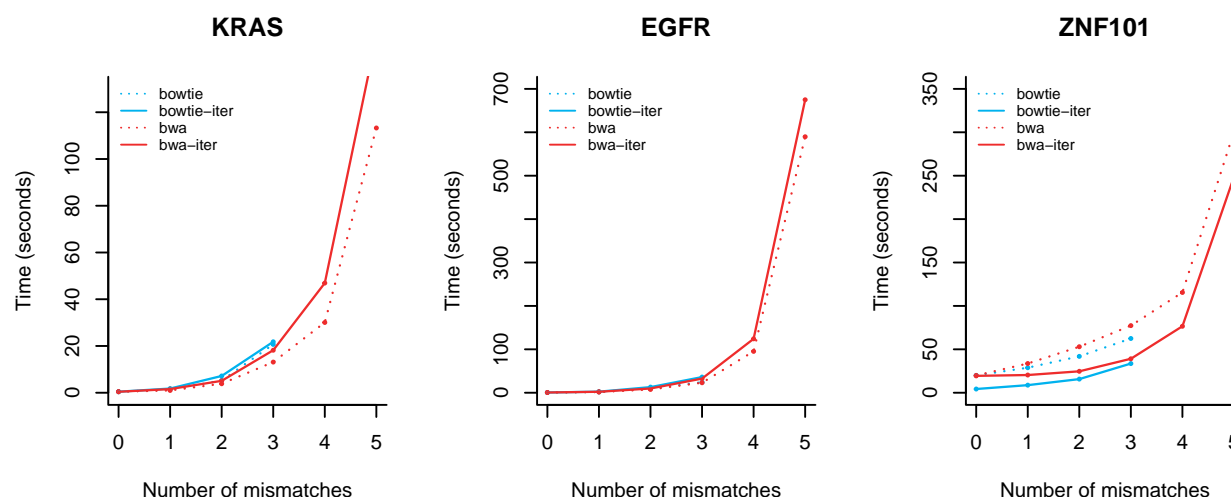 KRAS
EGFR
ZNF101
Time (seconds)
0
20
40
60
80
100
bowtie
bowtie-iter
bwa
bwa-iter
0 1 2 3 4 5
Number of mismatches
Time (seconds)
0
100
300
500
700
bowtie
bowtie-iter
bwa
bwa-iter
0 1 2 3 4 5
Number of mismatches
Time (seconds)
0
50
150
250
350
bowtie
bowtie-iter
bwa
bwa-iter
0 1 2 3 4 5
Number of mismatches